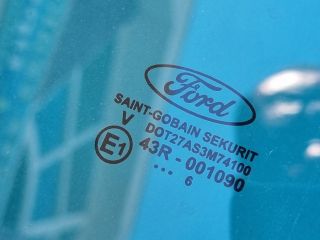 Ford
SAINT-GOBAIN SEKURIT
V DOT27AS3M74100
E1 43R - 001090
... 6